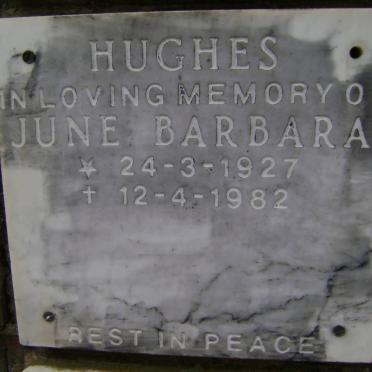 HUGHES
IN LOVING MEMORY O
JUNE BARBARA
* 24-3-1927
† 12-4-1982
REST IN PEACE